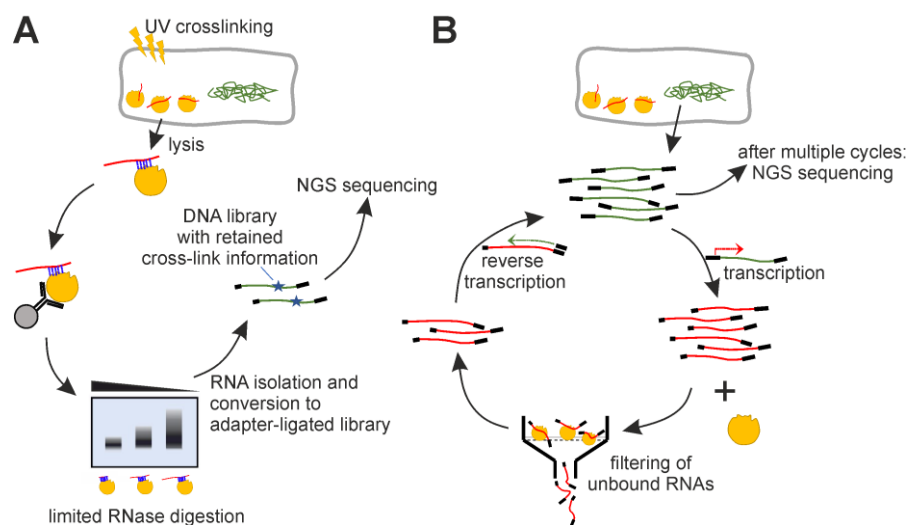 A
UV crosslinking
lysis
NGS sequencing
DNA library
with retained
cross-link information
RNA isolation and
conversion to
adapter-ligated library
limited RNase digestion
B
after multiple cycles:
NGS sequencing
reverse
transcription
transcription
+
filtering of
unbound RNAs